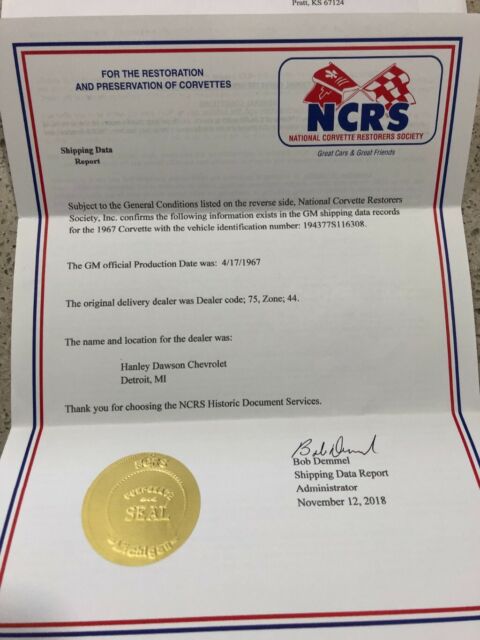 Pratt, KS 67124
FOR THE RESTORATION
AND PRESERVATION OF CORVETTES
NCRS
NATIONAL CORVETTE RESTORERS SOCIETY
Great Cars & Great Friends
Shipping Data
Report
Subject to the General Conditions listed on the reverse side, National Corvette Restorers
Society, Inc. confirms the following information exists in the GM shipping data records
for the 1967 Corvette with the vehicle identification number: 194377S116308.
The GM official Production Date was: 4/17/1967
The original delivery dealer was Dealer code; 75, Zone; 44.
The name and location for the dealer was:
Hanley Dawson Chevrolet
Detroit, MI
Thank you for choosing the NCRS Historic Document Services.
Bob Demmel
Bob Demmel
Shipping Data Report
Administrator
November 12, 2018
NCRS
SEAL